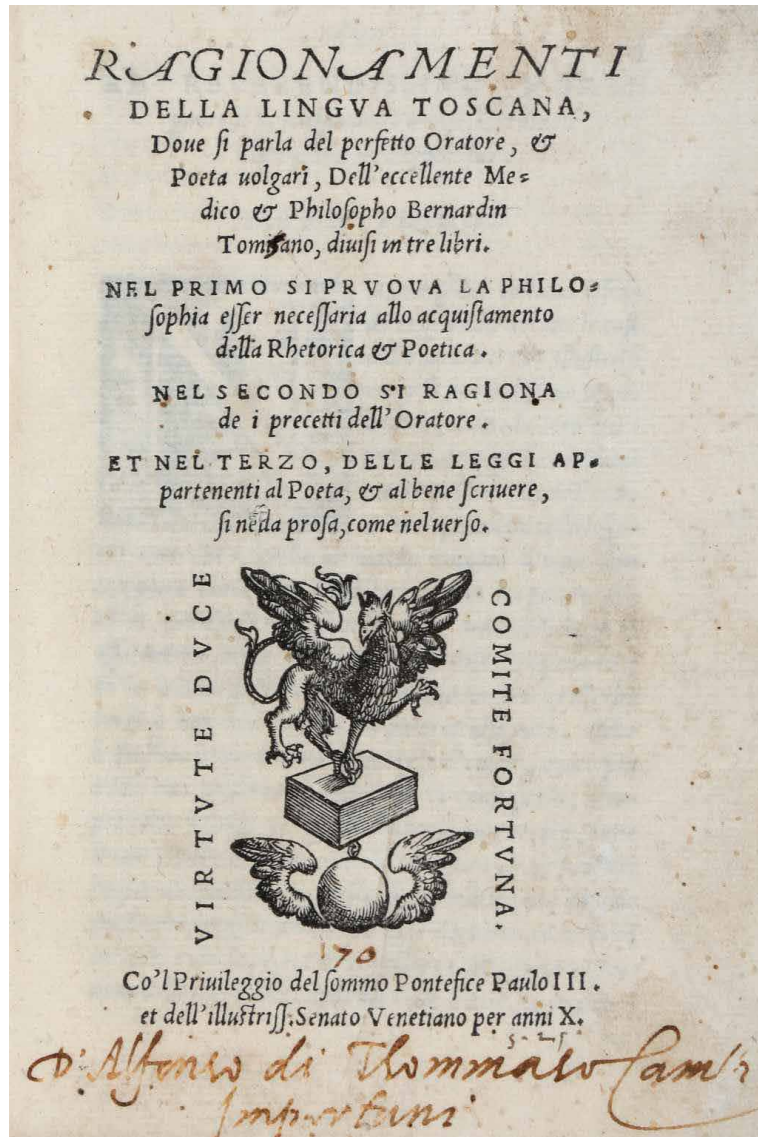 RAGIONAMENTI
DELLA LINGVA TOSCANA,
Doue ſi parla del perfetto Oratore, &
Poeta uolgari, Dell'eccellente Me=
dico & Philoſopho Bernardin
Tomitano, diuiſi in tre libri.
NEL PRIMO SI PRVOVA LA PHILO=
ſophia eſſer neceſſaria allo acquiſtamento
della Rhetorica & Poetica.
NEL SECONDO SI RAGIONA
de i precetti dell'Oratore.
ET NEL TERZO, DELLE LEGGI AP=
partenenti al Poeta, & al bene ſcriuere,
ſi nella proſa, come nel uerſo.
VIRTVTE DVCE
COMITE FORTVNA.
70
Co'l Priuileggio del ſommo Pontefice Paulo III.
et dell'illuſtriſſ. Senato Venetiano per anni X.
D'Alfonso di Tommaso
Importuni